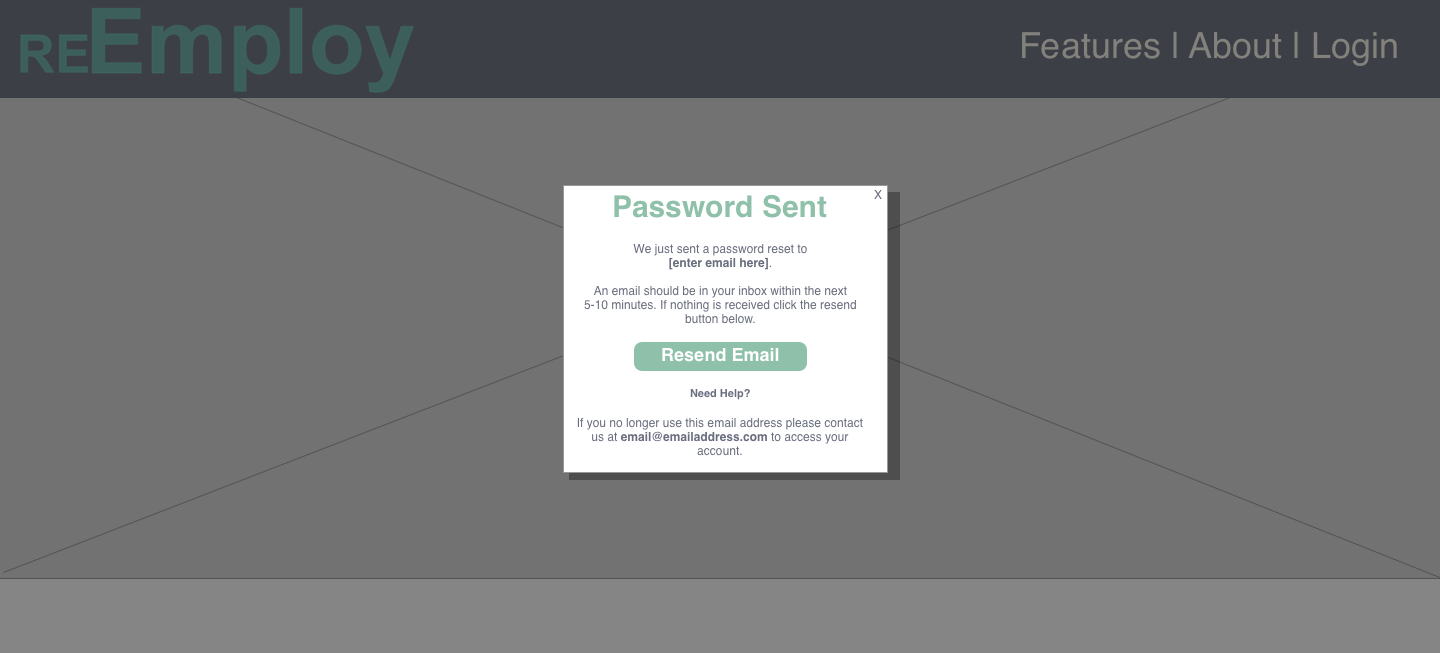 REEmploy
Features | About | Login
X
Password Sent
We just sent a password reset to
[enter email here].
An email should be in your inbox within the next
5-10 minutes. If nothing is received click the resend
button below.
Resend Email
Need Help?
If you no longer use this email address please contact
us at email@emailaddress.com to access your
account.